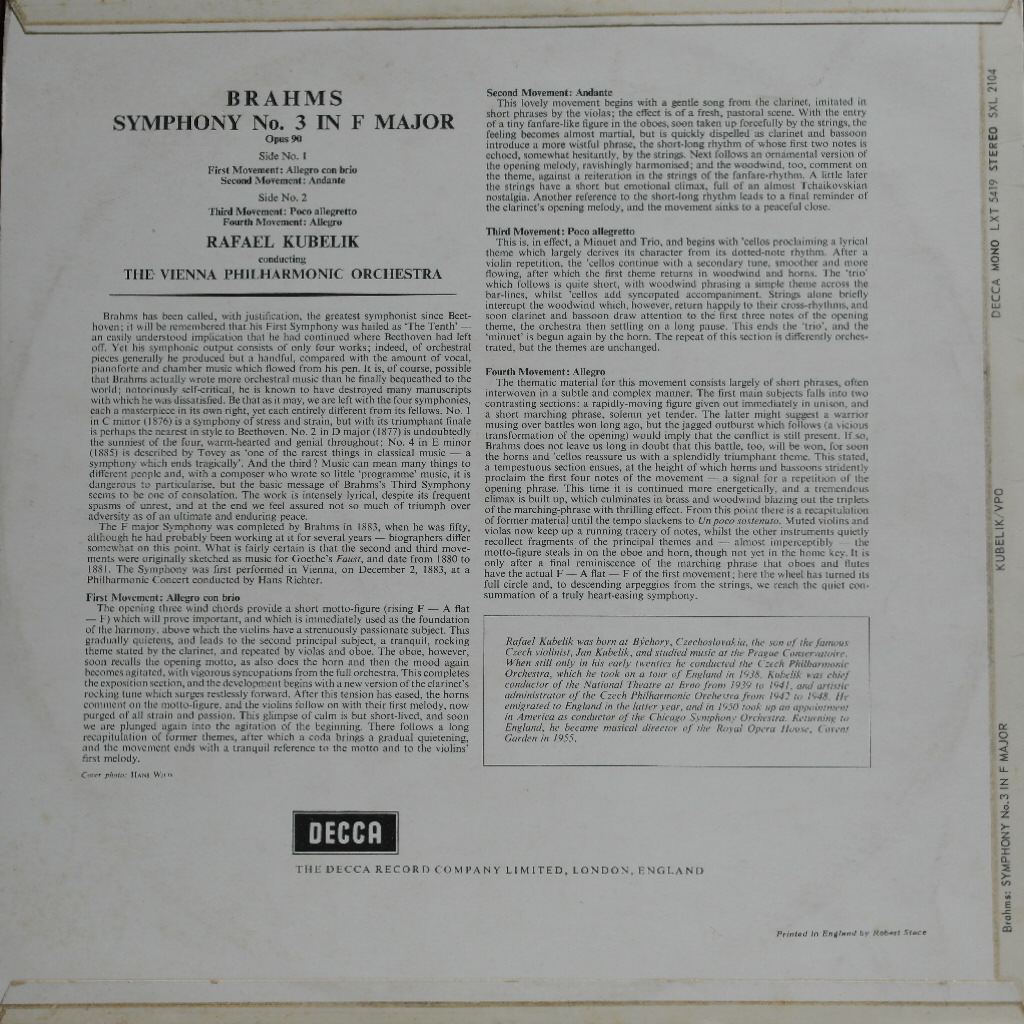 BRAHMS
SYMPHONY No. 3 IN F MAJOR
Opus 90
Side No. 1
First Movement: Allegro con brio
Second Movement: Andante
Side No. 2
Third Movement: Poco allegretto
Fourth Movement: Allegro
RAFAEL KUBELIK
conducting
THE VIENNA PHILHARMONIC ORCHESTRA
Brahms has been called, with justification, the greatest symphonist since Beet-
hoven; it will be remembered that his First Symphony was hailed as 'The Tenth' —
an easily understood implication that he had continued where Beethoven had left
off. Yet his symphonic output consists of only four works; indeed, of orchestral
pieces generally he produced but a handful, compared with the amount of vocal,
pianoforte and chamber music which flowed from his pen. It is, of course, possible
that Brahms actually wrote more orchestral music than he finally bequeathed to the
world; notoriously self-critical, he is known to have destroyed many manuscripts
with which he was dissatisfied. Be that as it may, we are left with the four symphonies,
each a masterpiece in its own right, yet each entirely different from its fellows. No. 1
in C minor (1876) is a symphony of stress and strain, but with its triumphant finale
is perhaps the nearest in style to Beethoven. No. 2 in D major (1877) is undoubtedly
the sunniest of the four, warm-hearted and genial throughout; No. 4 in E minor
(1885) is described by Tovey as 'one of the rarest things in classical music — a
symphony which ends tragically'. And the third? Music can mean many things to
different people and, with a composer who wrote so little 'programme' music, it is
dangerous to particularise, but the basic message of Brahms's Third Symphony
seems to be one of consolation. The work is intensely lyrical, despite its frequent
spasms of unrest, and at the end we feel assured not so much of triumph over
adversity as of an ultimate and enduring peace.
The F major Symphony was completed by Brahms in 1883, when he was fifty,
although he had probably been working at it for several years — biographers differ
somewhat on this point. What is fairly certain is that the second and third move-
ments were originally sketched as music for Goethe's Faust, and date from 1880 to
1881. The Symphony was first performed in Vienna, on December 2, 1883, at a
Philharmonic Concert conducted by Hans Richter.
First Movement: Allegro con brio
The opening three wind chords provide a short motto-figure (rising F — A flat
— F) which will prove important, and which is immediately used as the foundation
of the harmony, above which the violins have a strenuously passionate subject. This
gradually quietens, and leads to the second principal subject, a tranquil, rocking
theme stated by the clarinet, and repeated by violas and oboe. The oboe, however,
soon recalls the opening motto, as also does the horn and then the mood again
becomes agitated, with vigorous syncopations from the full orchestra. This completes
the exposition section, and the development begins with a new version of the clarinet's
rocking tune which surges restlessly forward. After this tension has eased, the horns
comment on the motto-figure, and the violins follow on with their first melody, now
purged of all strain and passion. This glimpse of calm is but short-lived, and soon
we are plunged again into the agitation of the beginning. There follows a long
recapitulation of former themes, after which a coda brings a gradual quietening,
and the movement ends with a tranquil reference to the motto and to the violins'
first melody.
Cover photo: HANS WILD
Second Movement: Andante
This lovely movement begins with a gentle song from the clarinet, imitated in
short phrases by the violas; the effect is of a fresh, pastoral scene. With the entry
of a tiny fanfare-like figure in the oboes, soon taken up forcefully by the strings, the
feeling becomes almost martial, but is quickly dispelled as clarinet and bassoon
introduce a more wistful phrase, the short-long rhythm of whose first two notes is
echoed, somewhat hesitantly, by the strings. Next follows an ornamental version of
the opening melody, ravishingly harmonised; and the woodwind, too, comment on
the theme, against a reiteration in the strings of the fanfare-rhythm. A little later
the strings have a short but emotional climax, full of an almost Tchaikovskian
nostalgia. Another reference to the short-long rhythm leads to a final reminder of
the clarinet's opening melody, and the movement sinks to a peaceful close.
Third Movement: Poco allegretto
This is, in effect, a Minuet and Trio, and begins with 'cellos proclaiming a lyrical
theme which largely derives its character from its dotted-note rhythm. After a
violin repetition, the 'cellos continue with a secondary tune, smoother and more
flowing, after which the first theme returns in woodwind and horns. The 'trio'
which follows is quite short, with woodwind phrasing a simple theme across the
bar-lines, whilst 'cellos add syncopated accompaniment. Strings alone briefly
interrupt the woodwind which, however, return happily to their cross-rhythms, and
soon clarinet and bassoon draw attention to the first three notes of the opening
theme, the orchestra then settling on a long pause. This ends the 'trio', and the
'minuet' is begun again by the horn. The repeat of this section is differently orches-
trated, but the themes are unchanged.
Fourth Movement: Allegro
The thematic material for this movement consists largely of short phrases, often
interwoven in a subtle and complex manner. The first main subjects falls into two
contrasting sections: a rapidly-moving figure given out immediately in unison, and
a short marching phrase, solemn yet tender. The latter might suggest a warrior
musing over battles won long ago, but the jagged outburst which follows (a vicious
transformation of the opening) would imply that the conflict is still present. If so,
Brahms does not leave us long in doubt that this battle, too, will be won, for soon
the horns and 'cellos reassure us with a splendidly triumphant theme. This stated,
a tempestuous section ensues, at the height of which horns and bassoons stridently
proclaim the first four notes of the movement — a signal for a repetition of the
opening phrase. This time it is continued more energetically, and a tremendous
climax is built up, which culminates in brass and woodwind blazing out the triplets
of the marching-phrase with thrilling effect. From this point there is a recapitulation
of former material until the tempo slackens to Un poco sostenuto. Muted violins and
violas now keep up a running tracery of notes, whilst the other instruments quietly
recollect fragments of the principal themes and — almost imperceptibly — the
motto-figure steals in on the oboe and horn, though not yet in the home key. It is
only after a final reminiscence of the marching phrase that oboes and flutes
have the actual F — A flat — F of the first movement; here the wheel has turned its
full circle and, to descending arpeggios from the strings, we reach the quiet con-
summation of a truly heart-easing symphony.
Rafael Kubelik was born at Býchory, Czechoslovakia, the son of the famous
Czech violinist, Jan Kubelik, and studied music at the Prague Conservatoire.
When still only in his early twenties he conducted the Czech Philharmonic
Orchestra, which he took on a tour of England in 1938. Kubelik was chief
conductor of the National Theatre at Brno from 1939 to 1941, and artistic
administrator of the Czech Philharmonic Orchestra from 1942 to 1948. He
emigrated to England in the latter year, and in 1950 took up an appointment
in America as conductor of the Chicago Symphony Orchestra. Returning to
England, he became musical director of the Royal Opera House, Covent
Garden in 1955.
DECCA
THE DECCA RECORD COMPANY LIMITED, LONDON, ENGLAND
Printed in England by Robert Stace
DECCA MONO LXT 5419 STEREO SXL 2104
KUBELIK/VPO
Brahms: SYMPHONY No. 3 IN F MAJOR